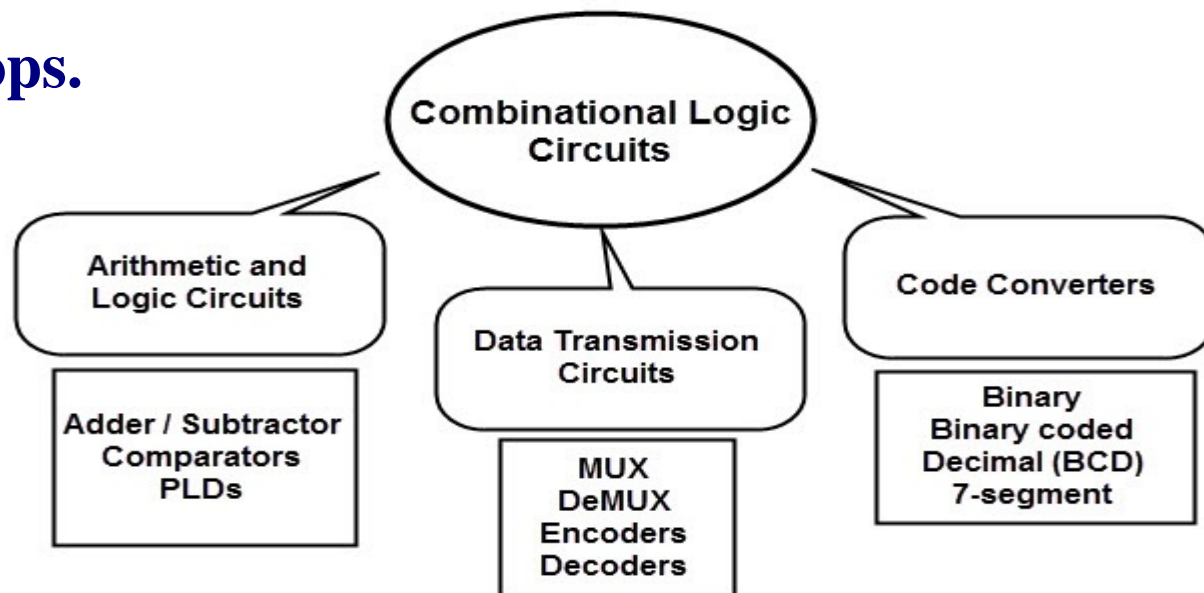 ops.
Combinational Logic
Circuits
Arithmetic and
Logic Circuits
Adder / Subtractor
Comparators
PLDs
Data Transmission
Circuits
MUX
DeMUX
Encoders
Decoders
Code Converters
Binary
Binary coded
Decimal (BCD)
7-segment